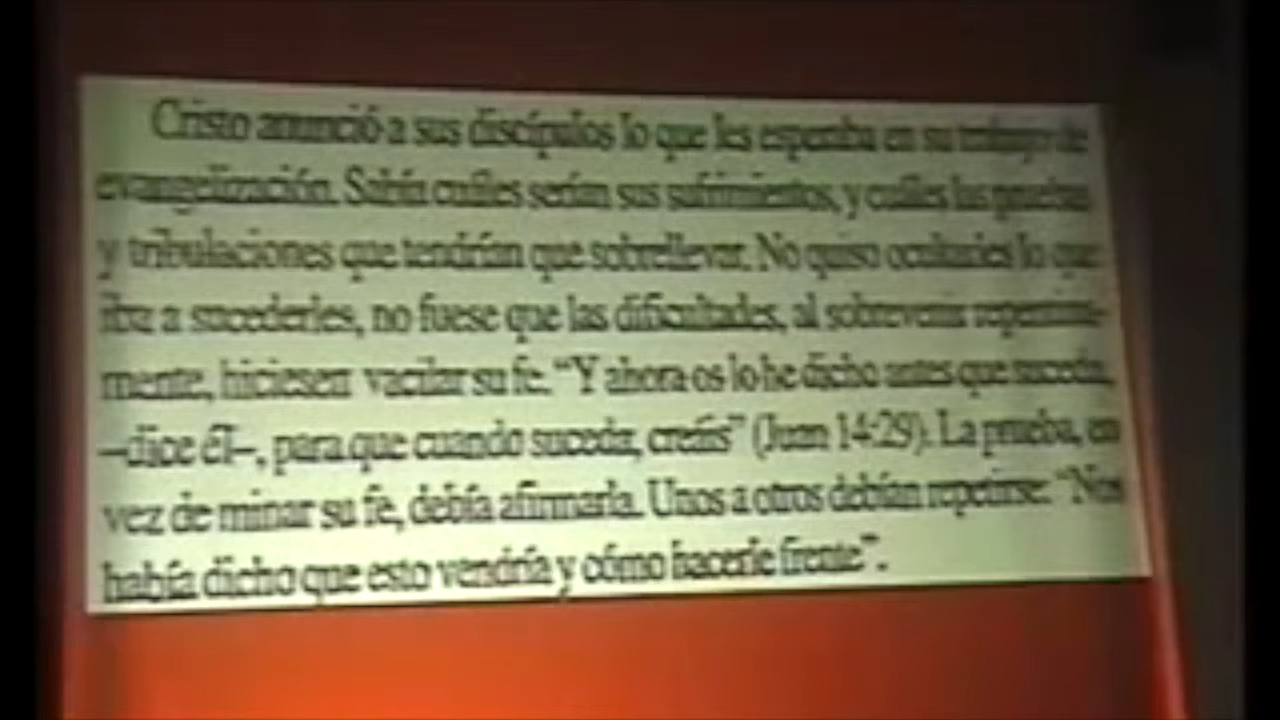 Cristo anunció a sus discípulos lo que les esperaba en su trabajo de
evangelización. Sabía cuáles serían sus sufrimientos, y cuáles las pruebas
y tribulaciones que tendrían que sobrellevar. No quiso ocultarles lo que
iba a sucederles, no fuese que las dificultades, al sobrevenir repentina-
mente, hiciesen vacilar su fe. “Y ahora os lo he dicho antes que suceda,
–dice él–, para que cuando suceda, creáis” (Juan 14:29). La prueba, en
vez de minar su fe, debía afirmarla. Unos a otros debían repetirse: “Nos
había dicho que esto vendría y cómo hacerle frente”.